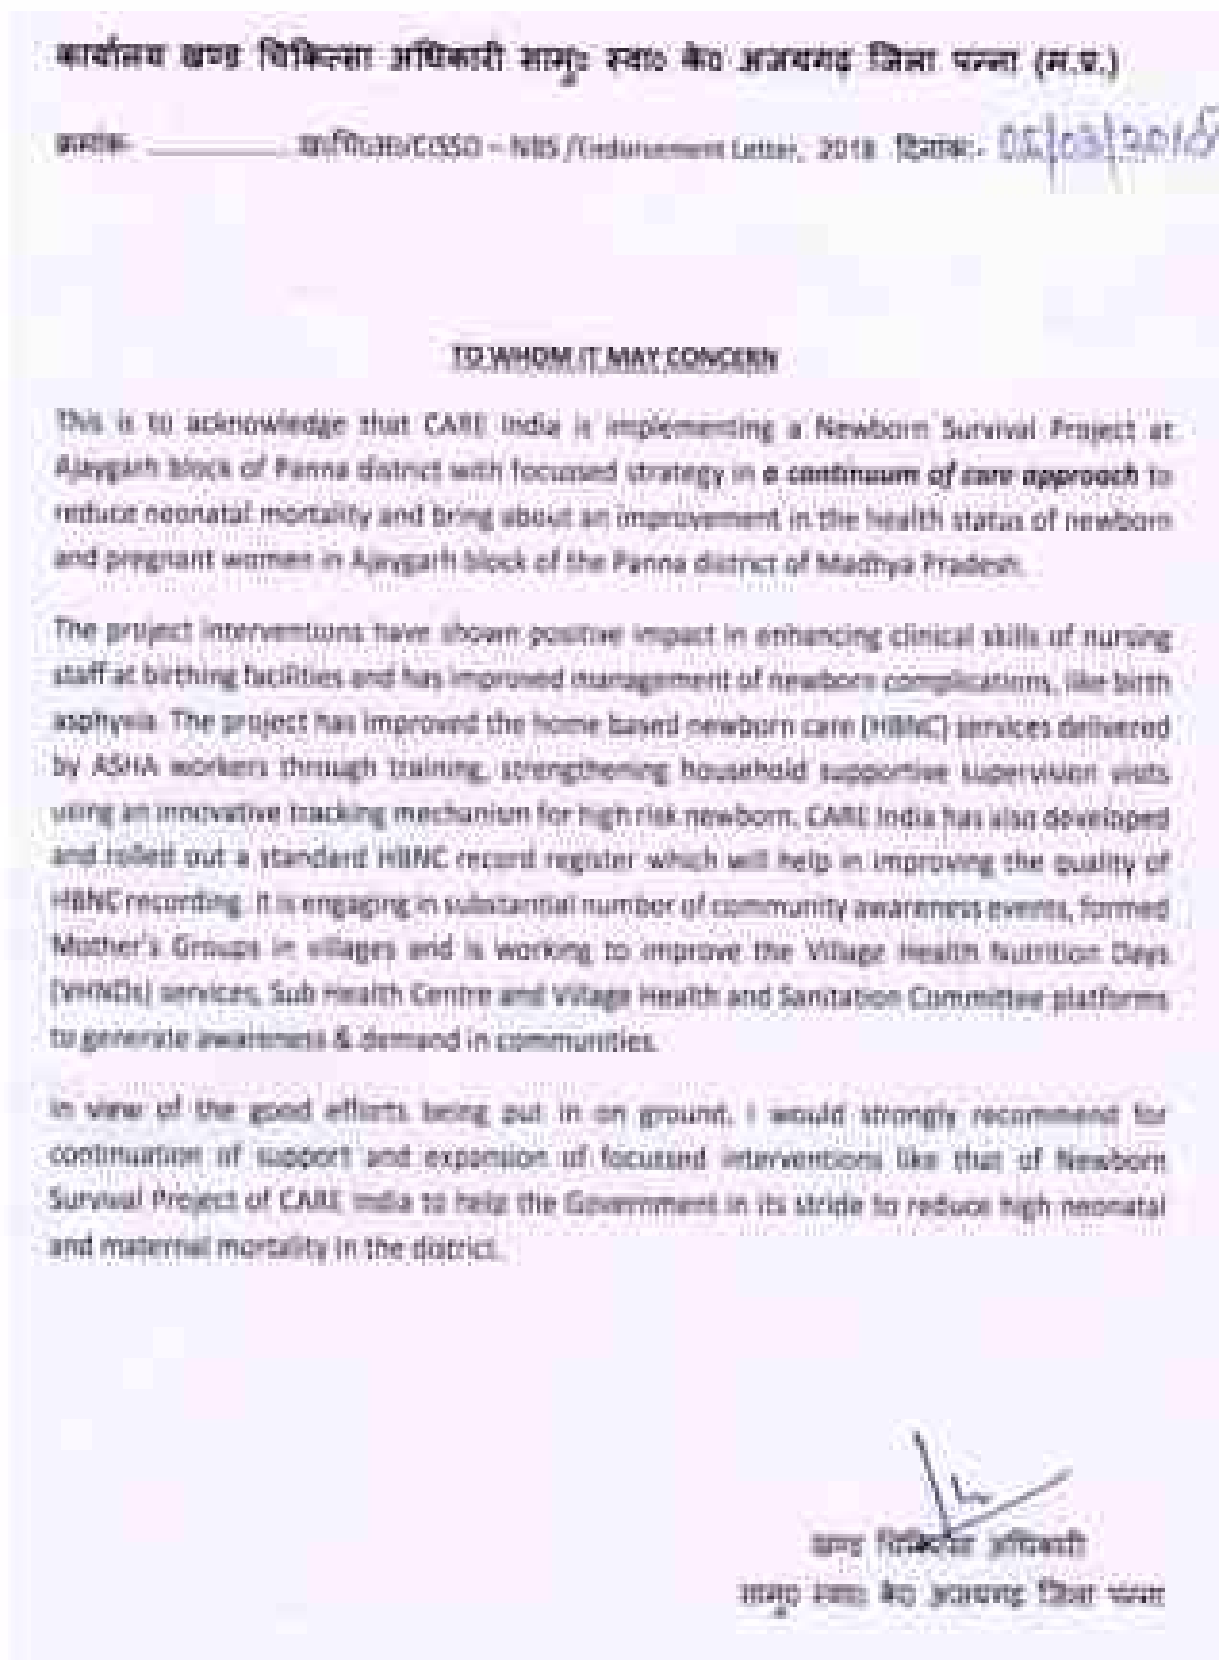 कार्यालय खण्ड चिकित्सा अधिकारी सामु० स्वा० के० अजयगढ़ जिला पन्ना (म.प्र.)
क्रमांक- ____________ /NBS /Endorsement Letter, 2018 दिनांक:-
TO WHOM IT MAY CONCERN
This is to acknowledge that CARE India is implementing a Newborn Survival Project at
Ajaygarh block of Panna district with focussed strategy in a continuum of care approach to
reduce neonatal mortality and bring about an improvement in the health status of newborn
and pregnant women in Ajaygarh block of the Panna district of Madhya Pradesh.
The project interventions have shown positive impact in enhancing clinical skills of nursing
staff at birthing facilities and has improved management of newborn complications, like birth
asphyxia. The project has improved the home based newborn care (HBNC) services delivered
by ASHA workers through training, strengthening household supportive supervision visits
using an innovative tracking mechanism for high risk newborn. CARE India has also developed
and rolled out a standard HBNC record register which will help in improving the quality of
HBNC recording. It is engaging in substantial number of community awareness events, formed
Mother's Groups in villages and is working to improve the Village Health Nutrition Days
(VHNDs) services, Sub Health Centre and Village Health and Sanitation Committee platforms
to generate awareness & demand in communities.
In view of the good efforts being put in on ground, I would strongly recommend for
continuation of support and expansion of focussed interventions like that of Newborn
Survival Project of CARE India to help the Government in its stride to reduce high neonatal
and maternal mortality in the district.
खण्ड चिकित्सा अधिकारी
सामु० स्वा० के० अजयगढ़ जिला पन्ना